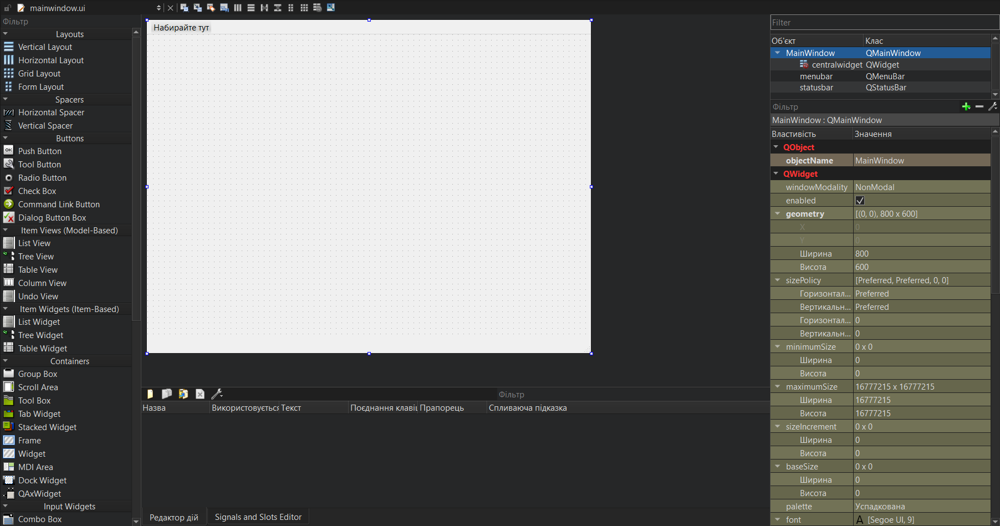 mainwindow.ui
Фільтр
Layouts
Vertical Layout
Horizontal Layout
Grid Layout
Form Layout
Spacers
Horizontal Spacer
Vertical Spacer
Buttons
Push Button
Tool Button
Radio Button
Check Box
Command Link Button
Dialog Button Box
Item Views (Model-Based)
List View
Tree View
Table View
Column View
Undo View
Item Widgets (Item-Based)
List Widget
Tree Widget
Table Widget
Containers
Group Box
Scroll Area
Tool Box
Tab Widget
Stacked Widget
Frame
Widget
MDI Area
Dock Widget
QAxWidget
Input Widgets
Combo Box
Набирайте тут
Фільтр
Назва Використовується Текст Поєднання клавіш Прапорець Спливаюча підказка
Редактор дій Signals and Slots Editor
Filter
Об'єкт Клас
MainWindow QMainWindow
centralwidget QWidget
menubar QMenuBar
statusbar QStatusBar
Фільтр
MainWindow : QMainWindow
Властивість Значення
QObject
objectName MainWindow
QWidget
windowModality NonModal
enabled
geometry [(0, 0), 800 x 600]
X 0
Y 0
Ширина 800
Висота 600
sizePolicy [Preferred, Preferred, 0, 0]
Горизонтал... Preferred
Вертикальн... Preferred
Горизонтал... 0
Вертикальн... 0
minimumSize 0 x 0
Ширина 0
Висота 0
maximumSize 16777215 x 16777215
Ширина 16777215
Висота 16777215
sizeIncrement 0 x 0
Ширина 0
Висота 0
baseSize 0 x 0
Ширина 0
Висота 0
palette Успадкована
font A [Segoe UI, 9]